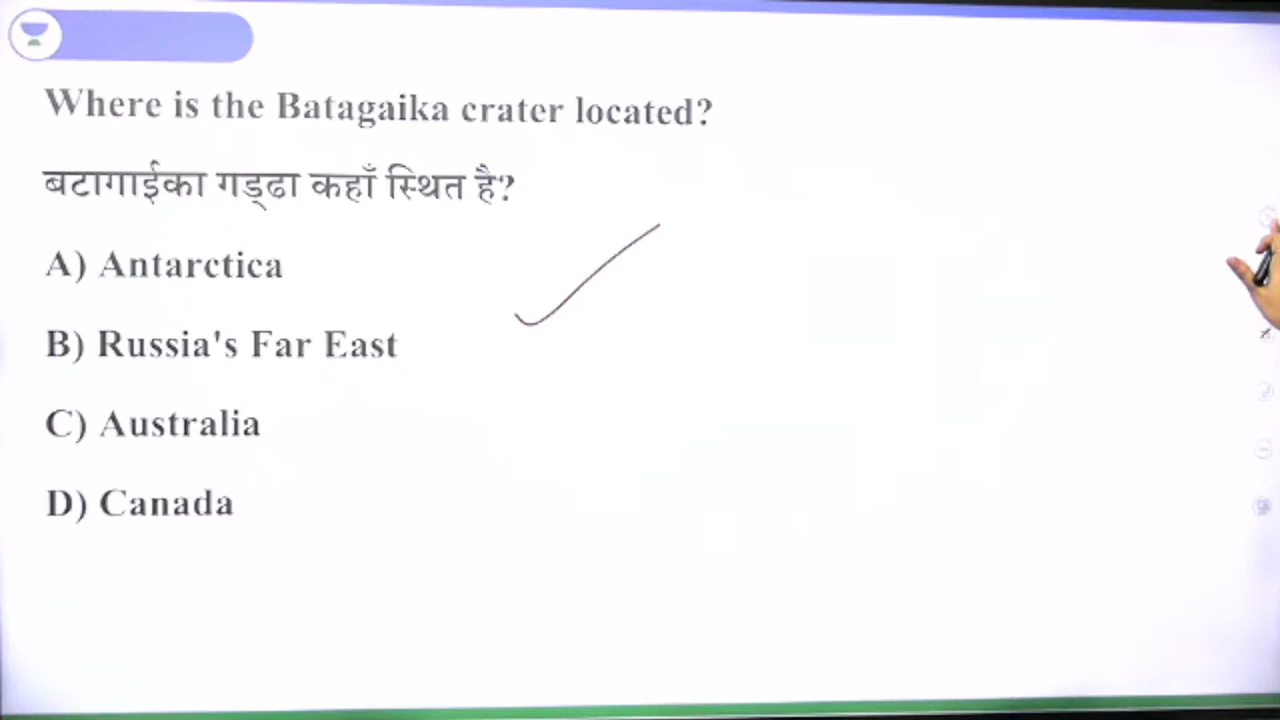 Where is the Batagaika crater located?
बटागाईका गड्ढा कहाँ स्थित है?
A) Antarctica
B) Russia's Far East
C) Australia
D) Canada